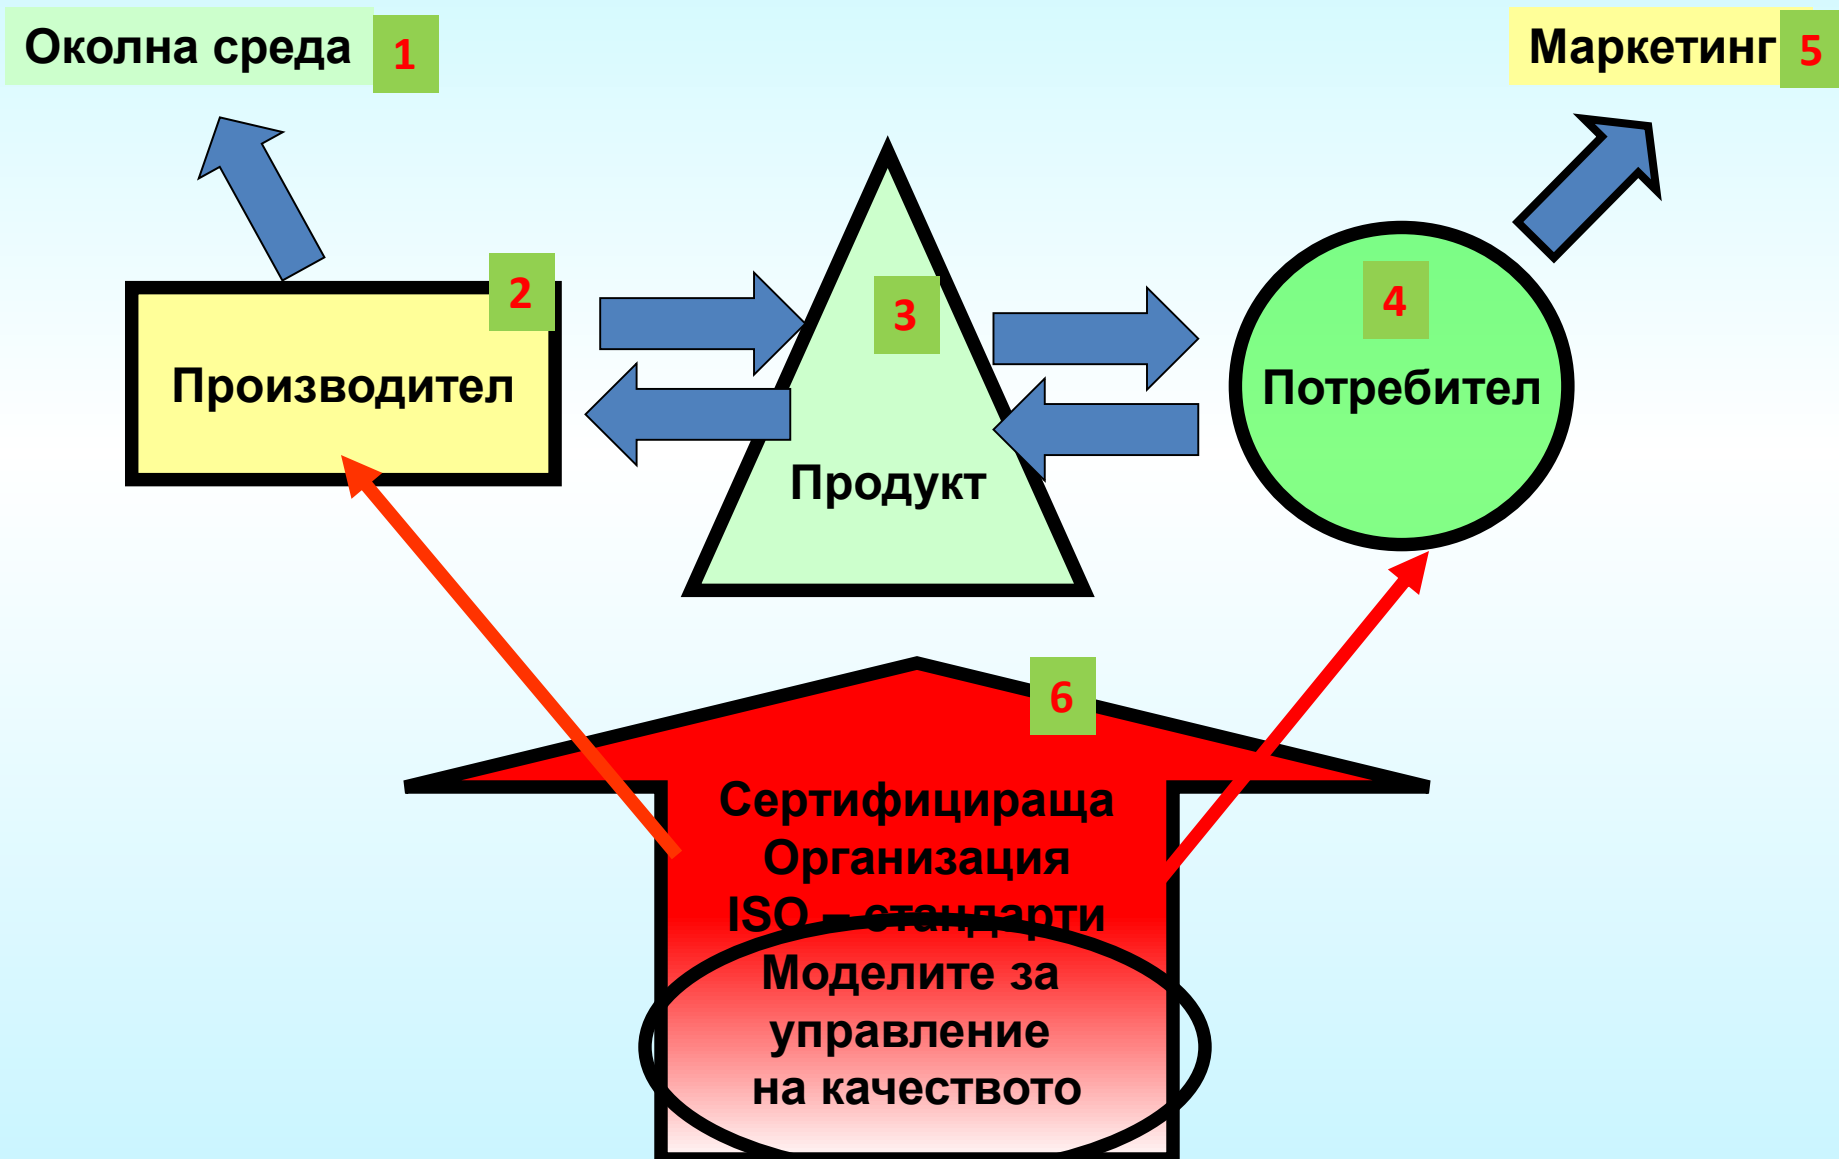 Околна среда 1
Маркетинг 5
2
Производител
3
Продукт
4
Потребител
6
Сертифицираща
Организация
ISO – стандарти
Моделите за
управление
на качеството